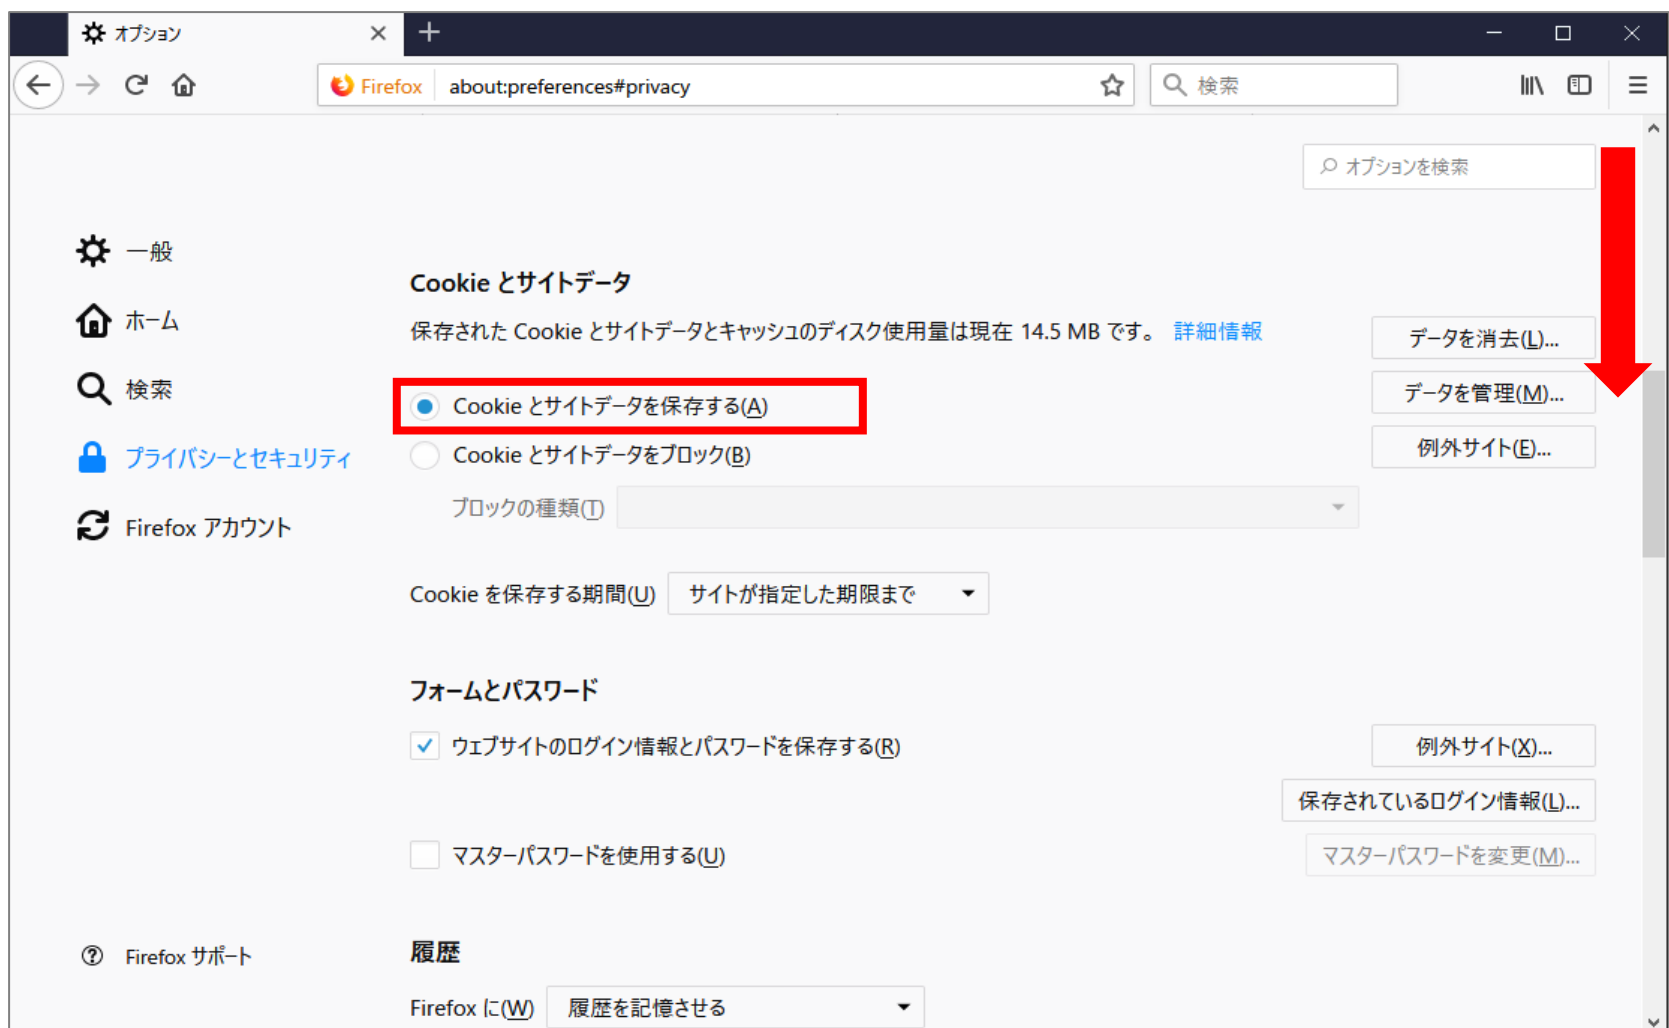 オプション
Firefox about:preferences#privacy 検索
オプションを検索
一般
ホーム
検索
プライバシーとセキュリティ
Firefox アカウント
Firefox サポート
Cookie とサイトデータ
保存された Cookie とサイトデータとキャッシュのディスク使用量は現在 14.5 MB です。 詳細情報
データを消去(L)...
Cookie とサイトデータを保存する(A)
データを管理(M)...
Cookie とサイトデータをブロック(B)
例外サイト(E)...
ブロックの種類(T)
Cookie を保存する期間(U) サイトが指定した期限まで
フォームとパスワード
ウェブサイトのログイン情報とパスワードを保存する(R)
例外サイト(X)...
保存されているログイン情報(L)...
マスターパスワードを使用する(U)
マスターパスワードを変更(M)...
履歴
Firefox に(W) 履歴を記憶させる